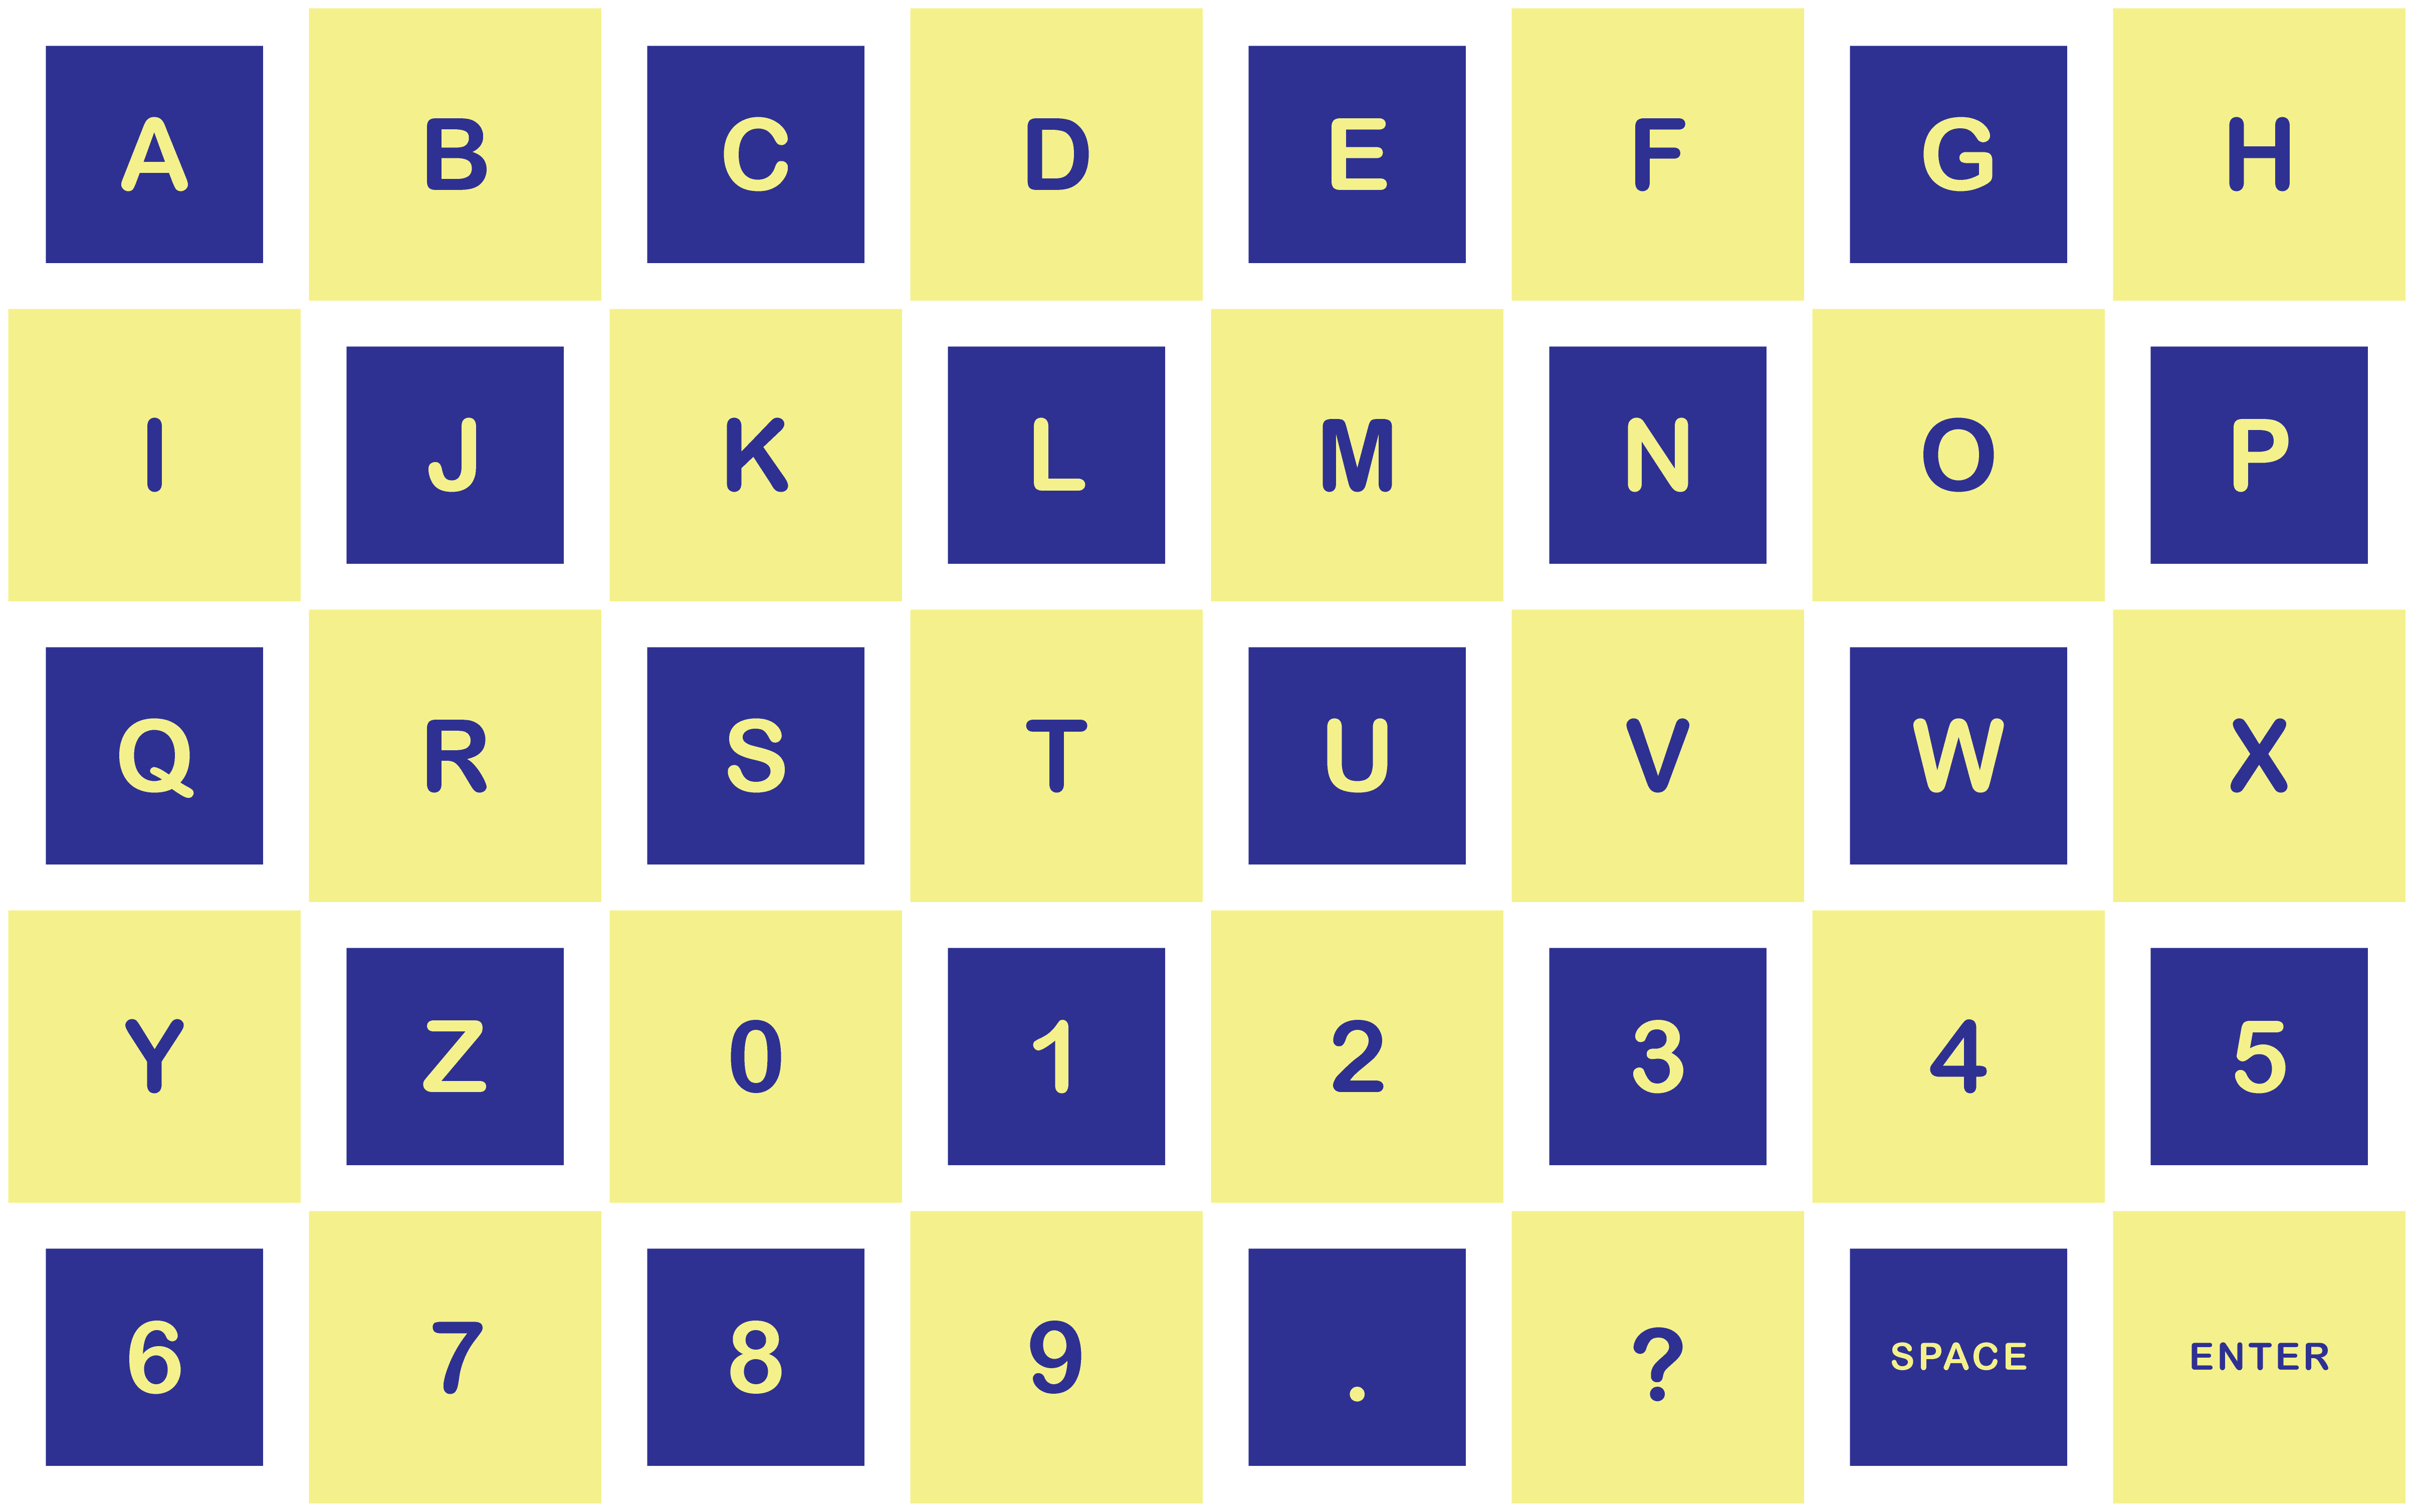 A B C D E F G H
I J K L M N O P
Q R S T U V W X
Y Z 0 1 2 3 4 5
6 7 8 9 . ? SPACE ENTER